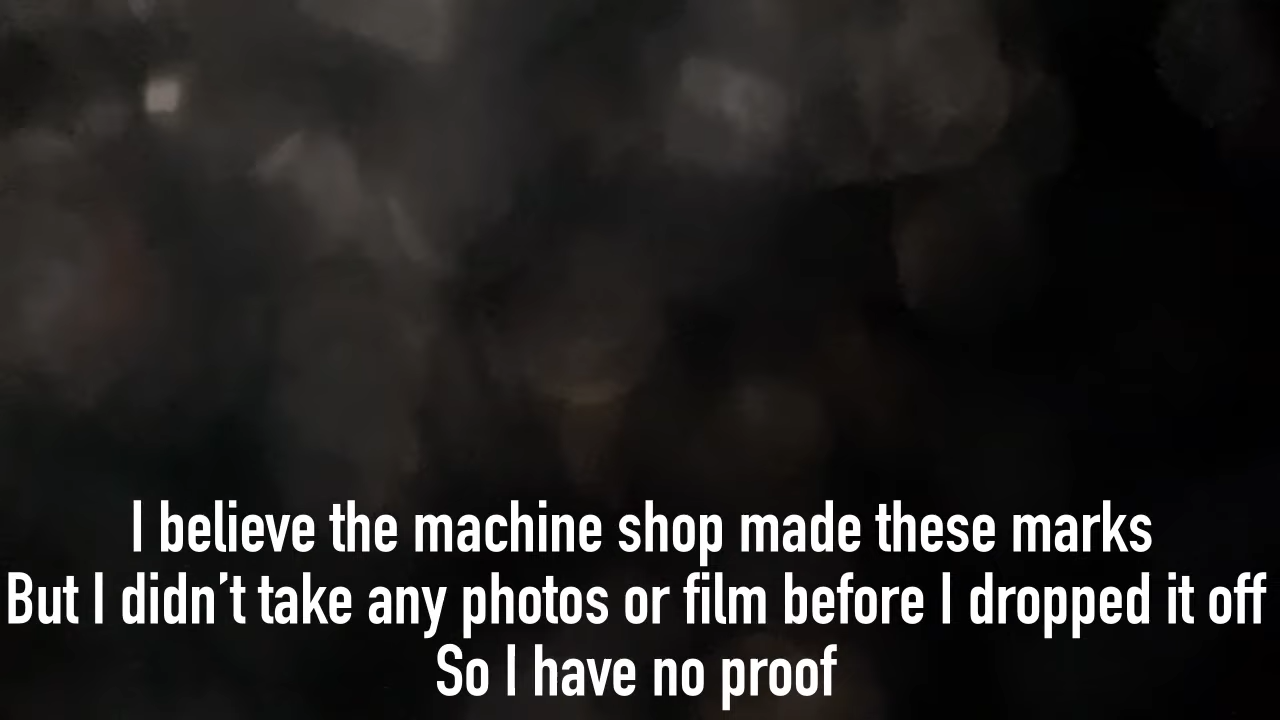 I believe the machine shop made these marks
But I didn’t take any photos or film before I dropped it off
So I have no proof